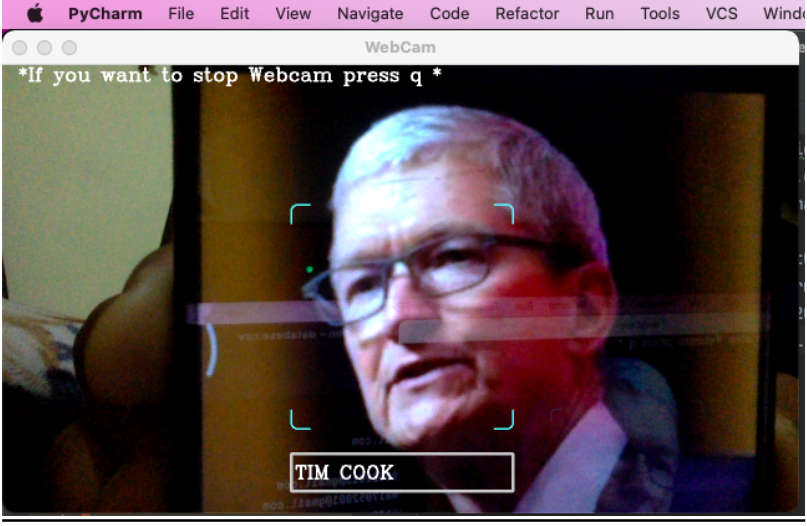 PyCharm File Edit View Navigate Code Refactor Run Tools VCS
WebCam
*If you want to stop Webcam press q *
TIM COOK